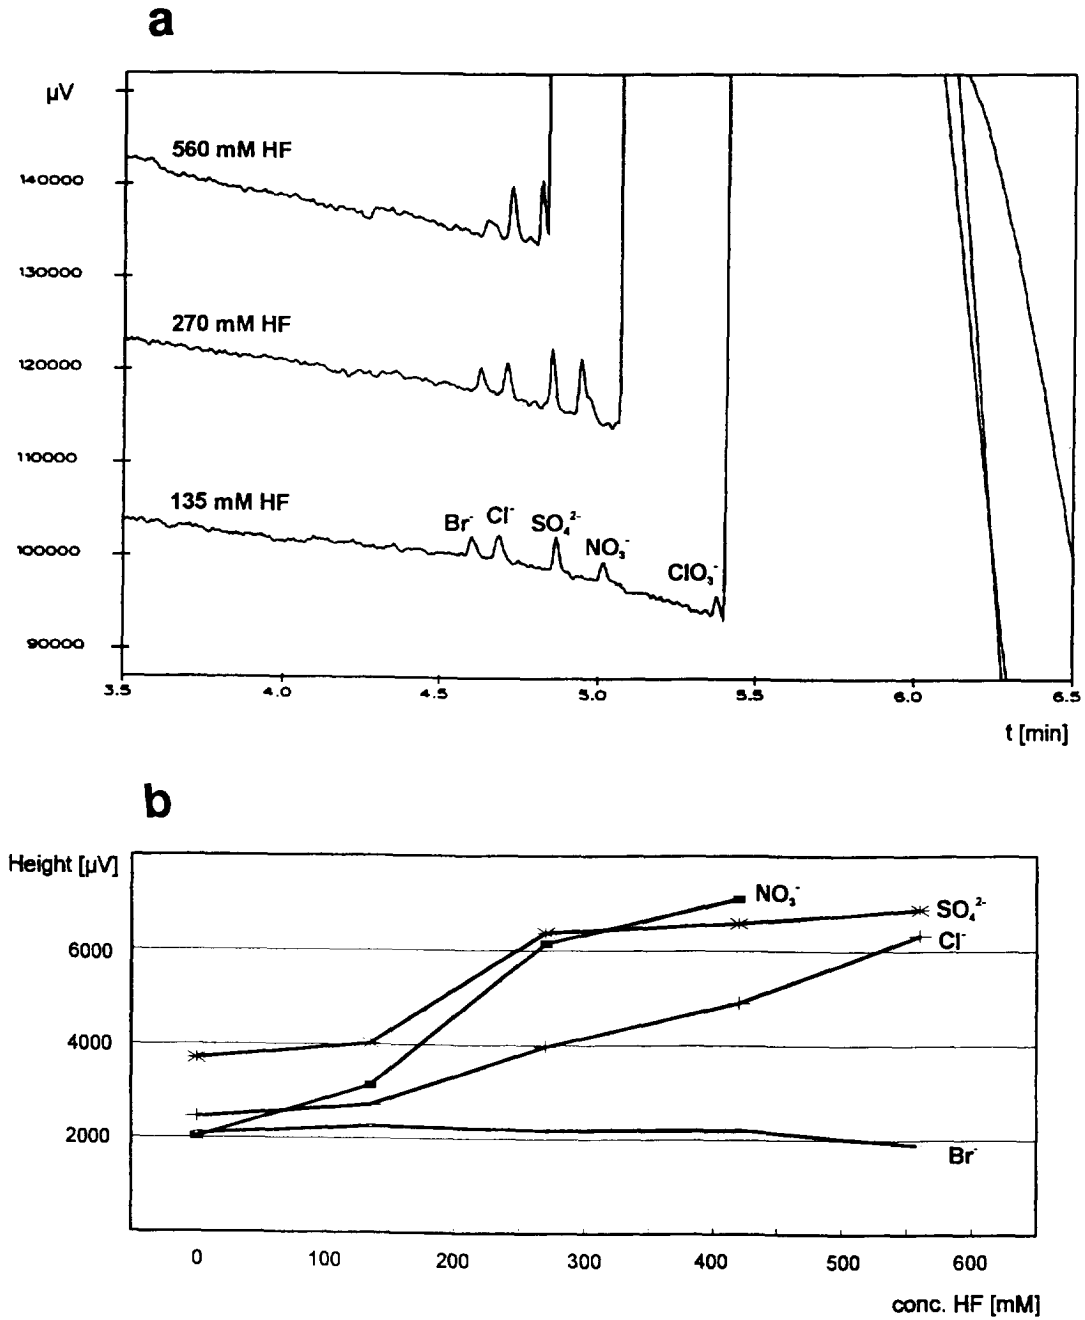 a
µV
560 mM HF
140000
130000
270 mM HF
120000
110000
135 mM HF
Br⁻ Cl⁻ SO₄²⁻ NO₃⁻ ClO₃⁻
100000
90000
3.5 4.0 4.5 5.0 5.5 6.0 6.5
t [min]
b
Height [µV]
NO₃⁻
SO₄²⁻
Cl⁻
6000
4000
2000
Br⁻
0 100 200 300 400 500 600
conc. HF [mM]